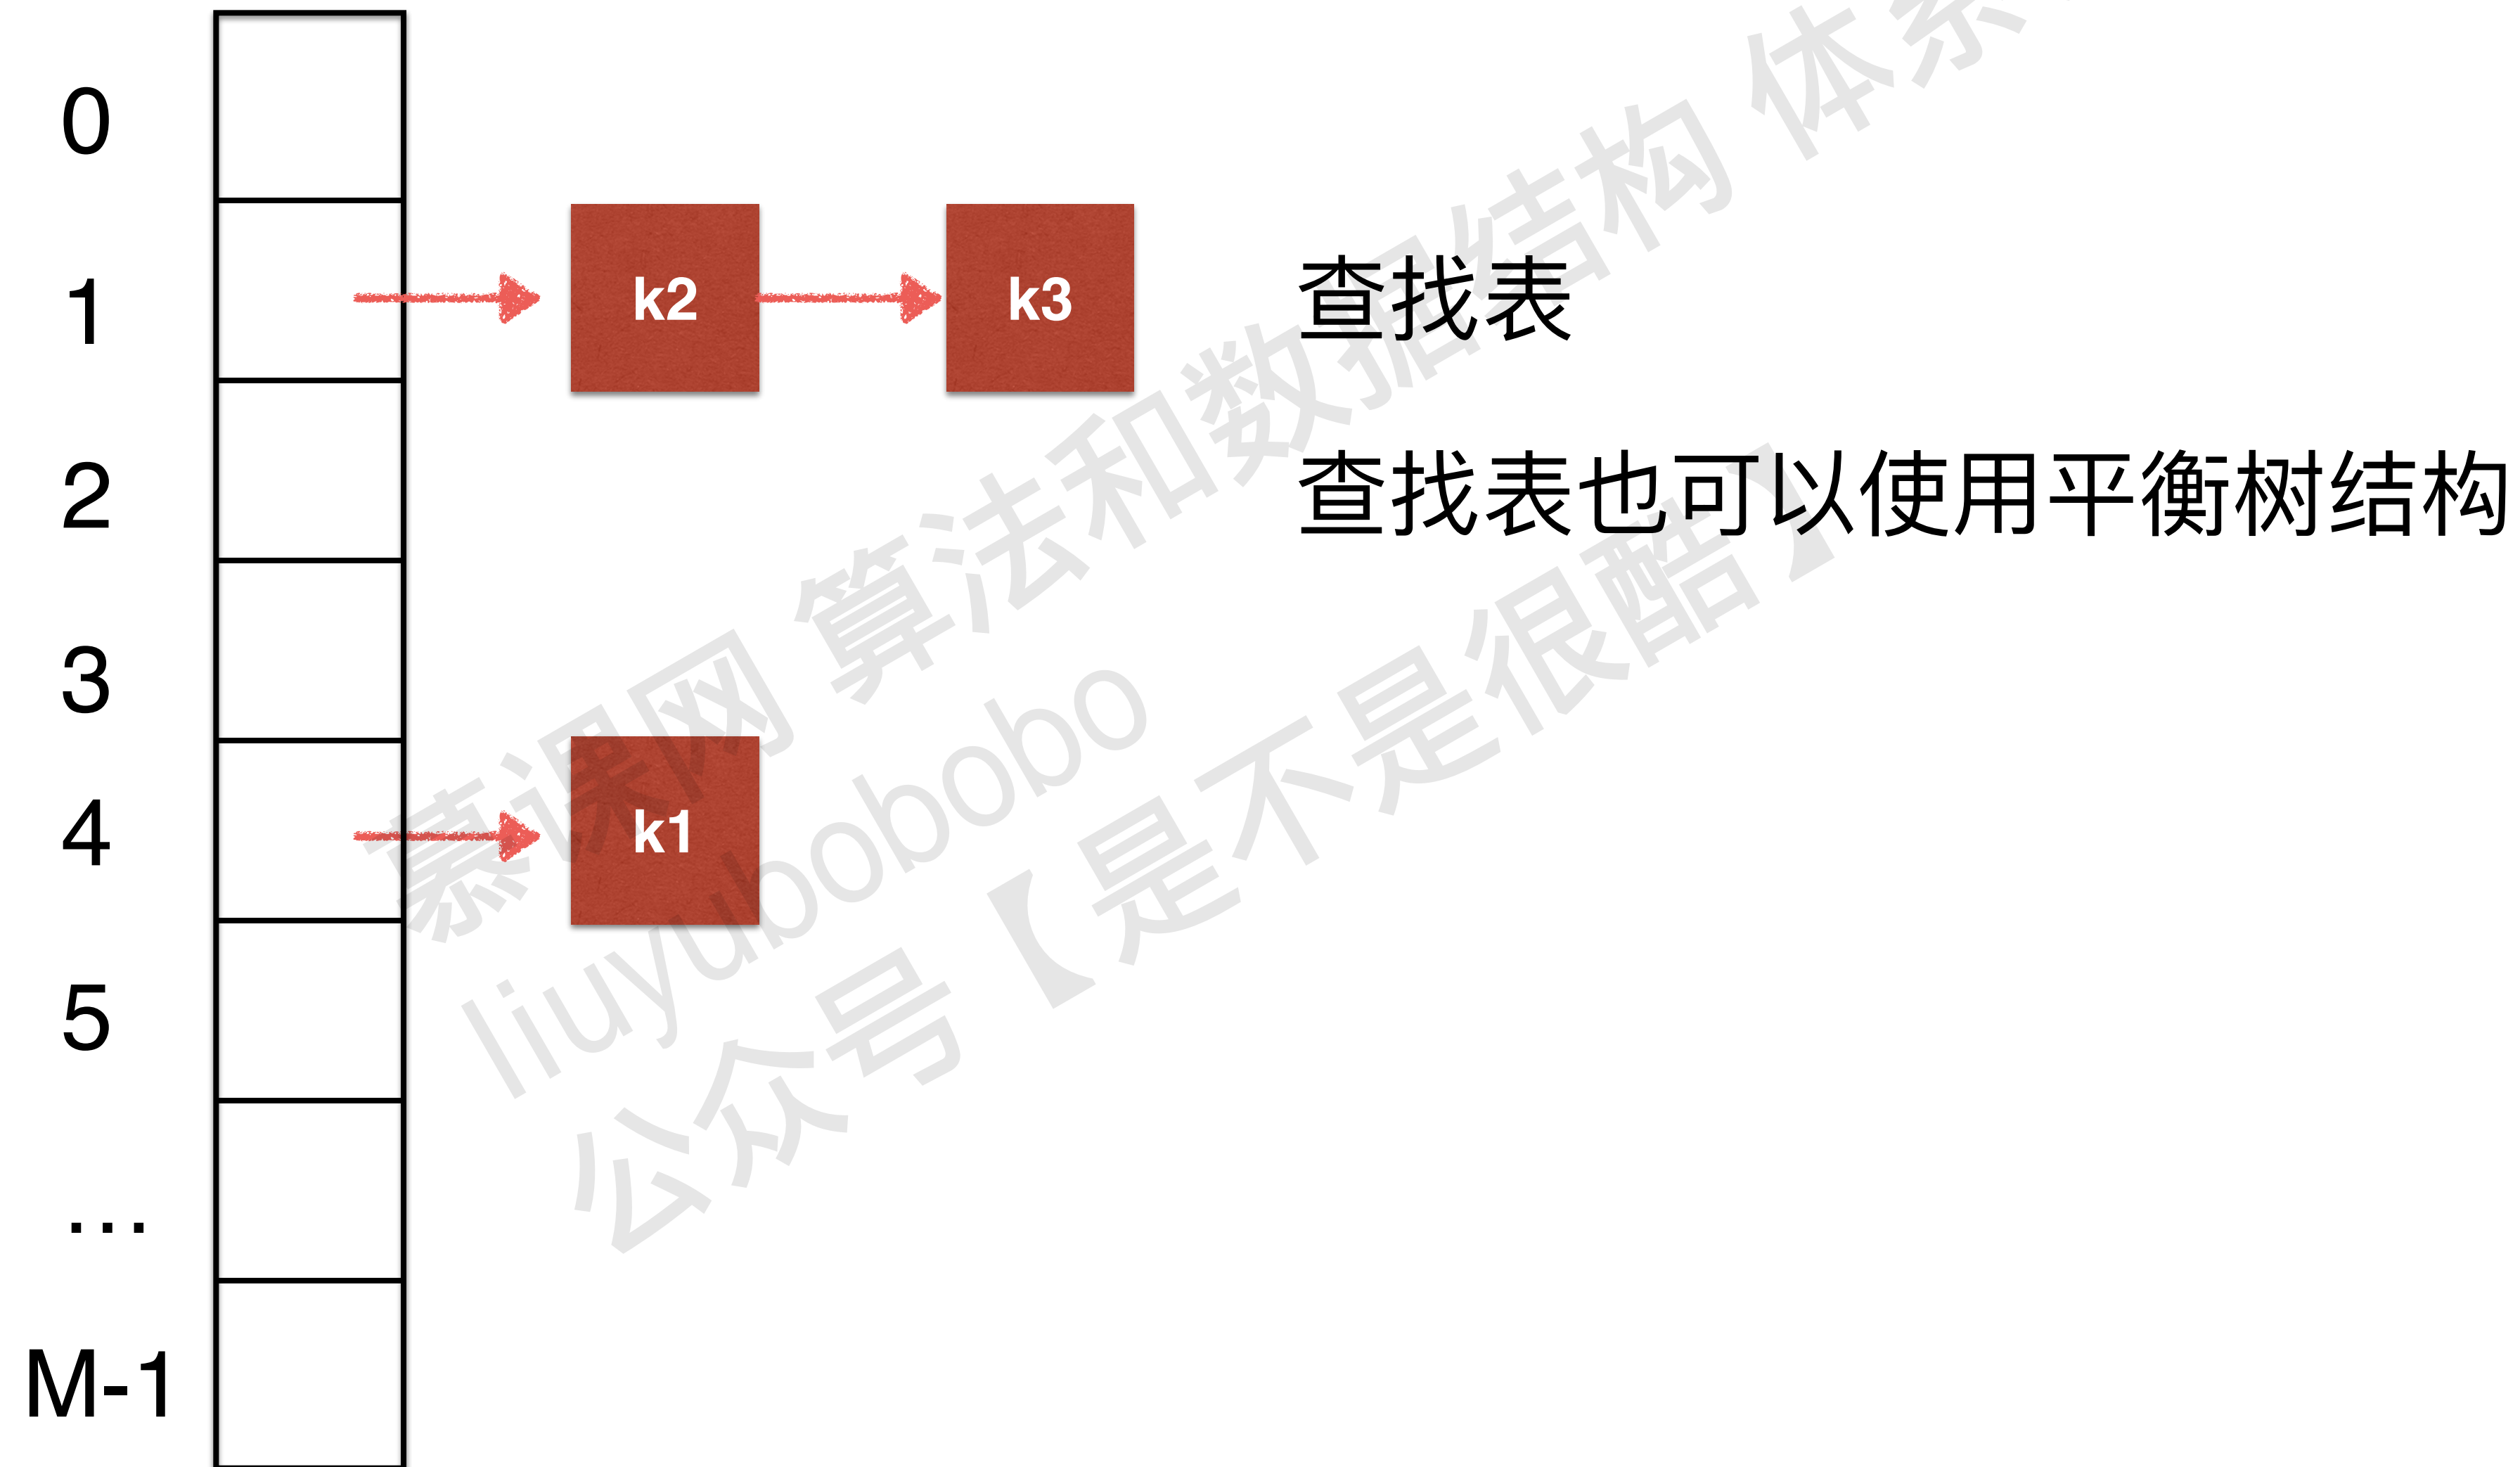 0
1
k2
k3
查找表
2
查找表也可以使用平衡树结构
3
4
k1
5
...
M-1
慕课网 算法和数据结构 体系
liuyubobobo
公众号【是不是很酷】